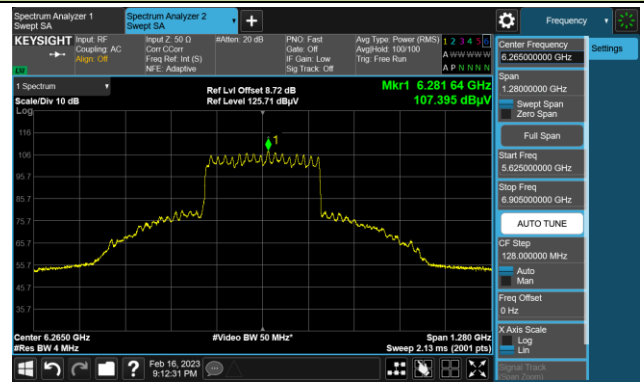 Spectrum Analyzer 1
Swept SA
Spectrum Analyzer 2
Swept SA
Frequency
KEYSIGHT
Input: RF
Coupling: AC
Align: Off
Input Z: 50 Ω
Corr CCorr
Freq Ref: Int (S)
NFE: Adaptive
#Atten: 20 dB
PNO: Fast
Gate: Off
IF Gain: Low
Sig Track: Off
Avg Type: Power (RMS)
Avg|Hold: 100/100
Trig: Free Run
1 2 3 4 5 6
A W W W W W
A P N N N N
LW
1 Spectrum
Scale/Div 10 dB
Log
Ref Lvl Offset 8.72 dB
Ref Level 125.71 dBµV
Mkr1 6.281 64 GHz
107.395 dBµV
1
116
106
95.7
85.7
75.7
65.7
55.7
45.7
35.7
Center 6.2650 GHz
#Res BW 4 MHz
#Video BW 50 MHz*
Span 1.280 GHz
Sweep 2.13 ms (2001 pts)
Center Frequency
6.265000000 GHz
Settings
Span
1.28000000 GHz
Swept Span
Zero Span
Full Span
Start Freq
5.625000000 GHz
Stop Freq
6.905000000 GHz
AUTO TUNE
CF Step
128.000000 MHz
Auto
Man
Freq Offset
0 Hz
X Axis Scale
Log
Lin
Signal Track
(Span Zoom)
?
Feb 16, 2023
9:12:31 PM